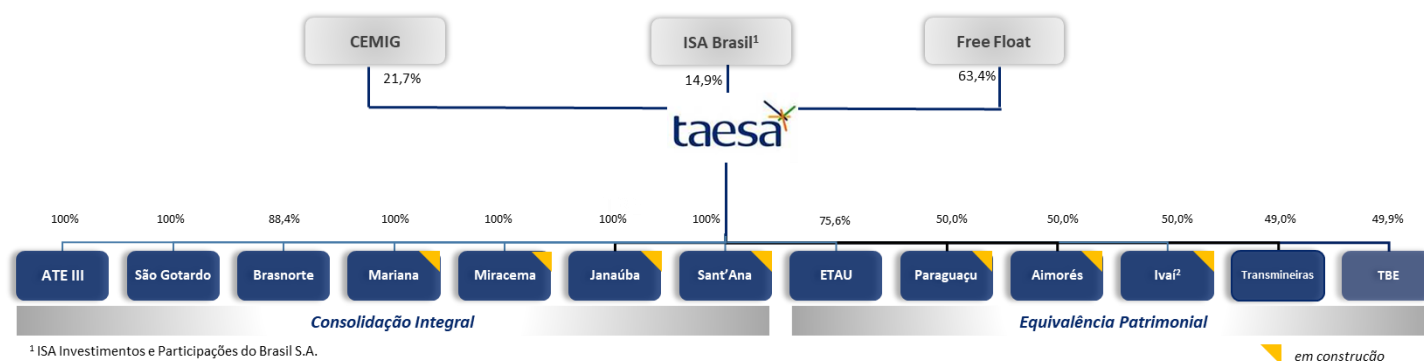 CEMIG
ISA Brasil¹
Free Float
21,7%
14,9%
63,4%
taesa
100%
100%
88,4%
100%
100%
100%
100%
75,6%
50,0%
50,0%
50,0%
49,0%
49,9%
ATE III
São Gotardo
Brasnorte
Mariana
Miracema
Janaúba
Sant'Ana
ETAU
Paraguaçu
Aimorés
Ivaí²
Transmineiras
TBE
Consolidação Integral
Equivalência Patrimonial
¹ ISA Investimentos e Participações do Brasil S.A.
em construção